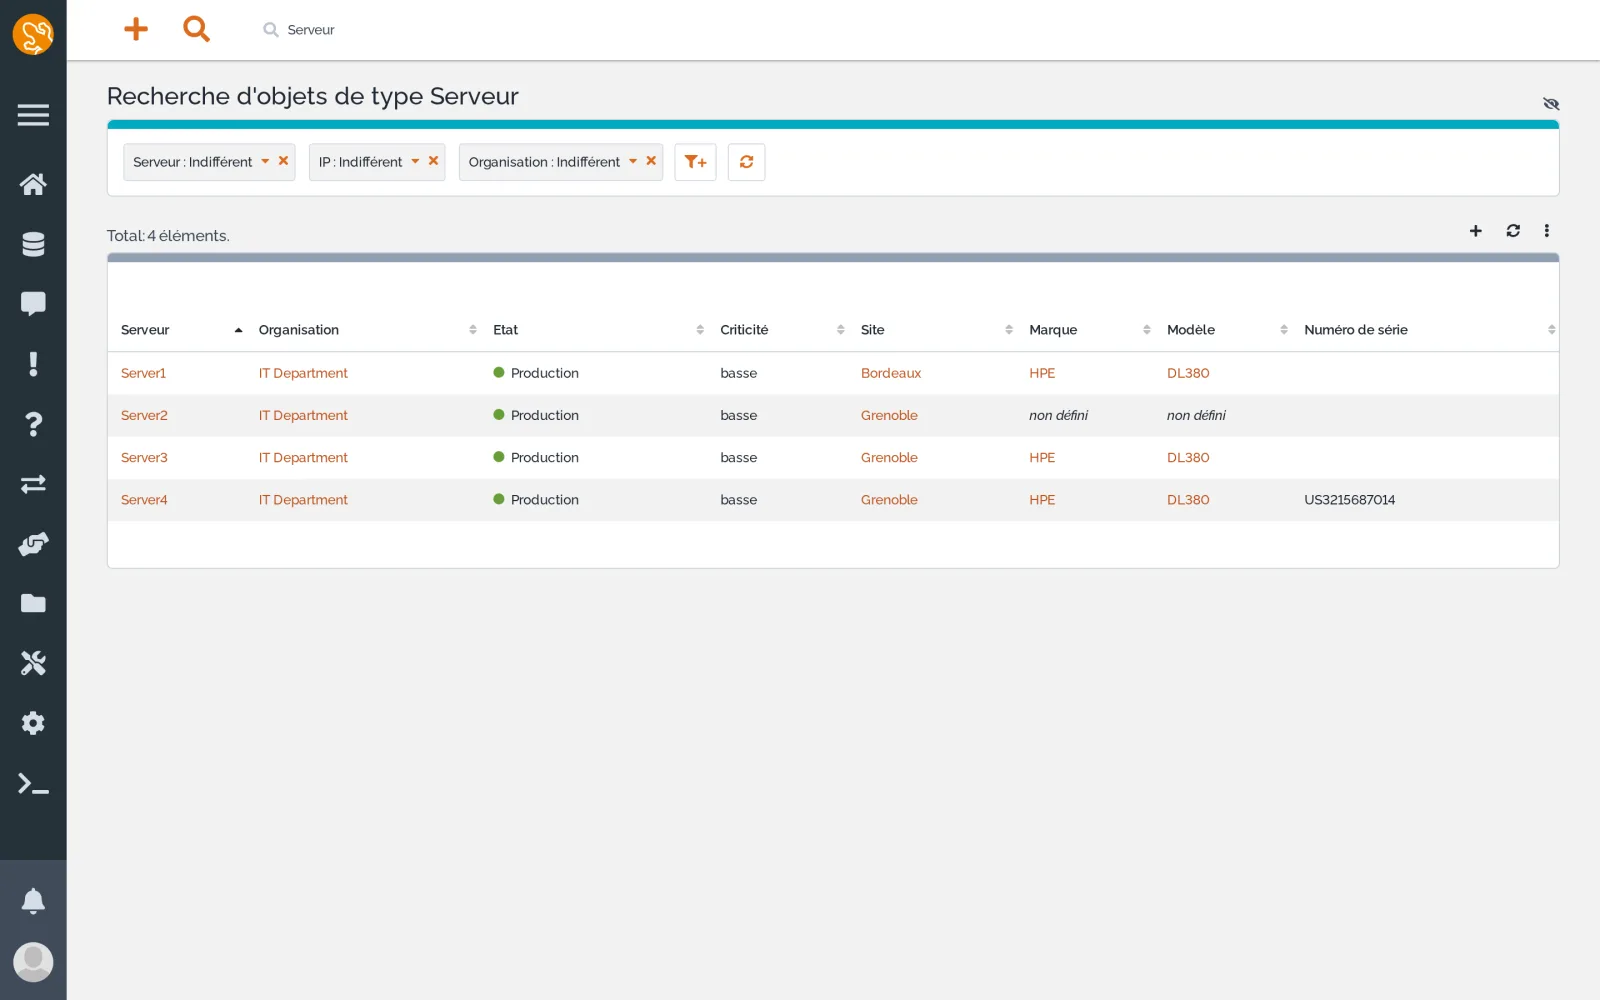 Serveur
Recherche d'objets de type Serveur
Serveur : Indifférent IP : Indifférent Organisation : Indifférent
Total: 4 éléments.
Serveur Organisation Etat Criticité Site Marque Modèle Numéro de série
Server1 IT Department Production basse Bordeaux HPE DL380
Server2 IT Department Production basse Grenoble non défini non défini
Server3 IT Department Production basse Grenoble HPE DL380
Server4 IT Department Production basse Grenoble HPE DL380 US3215687014